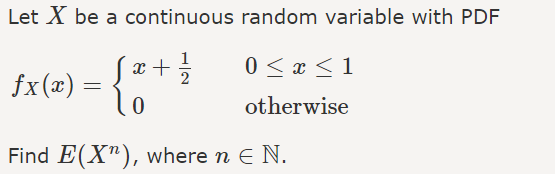 Let X be a continuous random variable with PDF
f_X(x) = { x + 1/2    0 ≤ x ≤ 1
0    otherwise
Find E(X^n), where n ∈ ℕ.